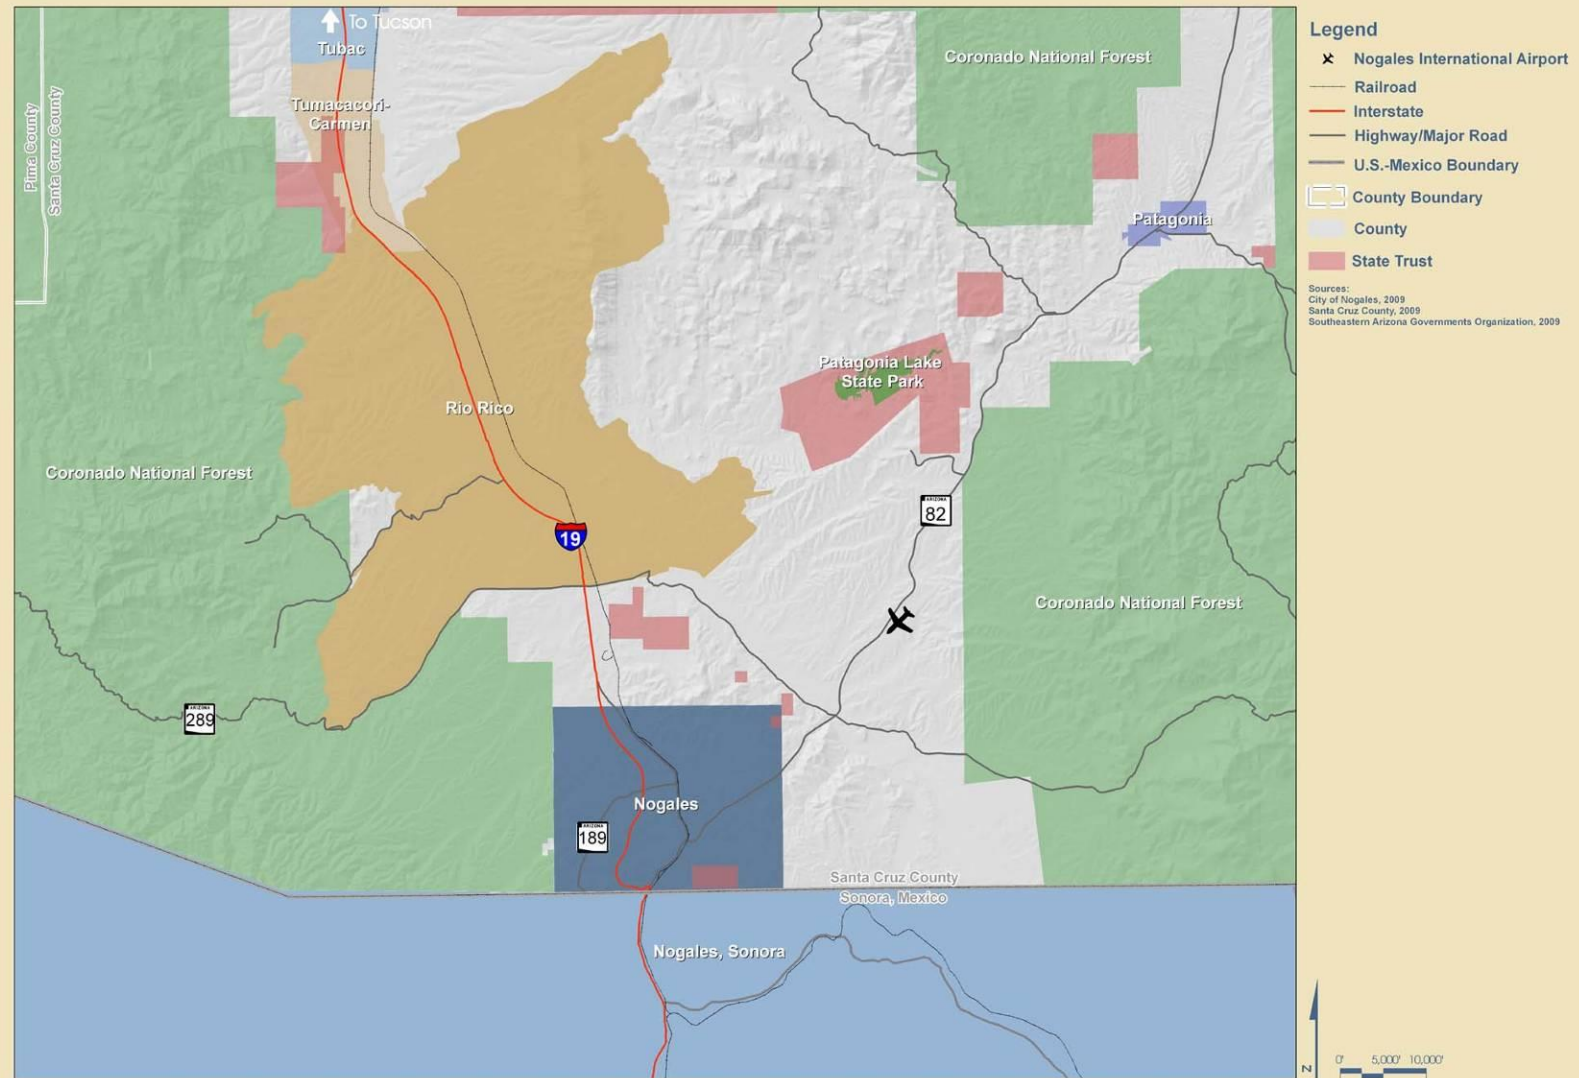 To Tucson
Tubac
Tumacacori-
Carmen
Pima County
Santa Cruz County
Coronado National Forest
Patagonia
Patagonia Lake
State Park
Rio Rico
Coronado National Forest
ARIZONA
82
19
Coronado National Forest
ARIZONA
289
Nogales
ARIZONA
189
Santa Cruz County
Sonora, Mexico
Nogales, Sonora
Legend
Nogales International Airport
Railroad
Interstate
Highway/Major Road
U.S.-Mexico Boundary
County Boundary
County
State Trust
Sources:
City of Nogales, 2009
Santa Cruz County, 2009
Southeastern Arizona Governments Organization, 2009
N
0' 5,000' 10,000'